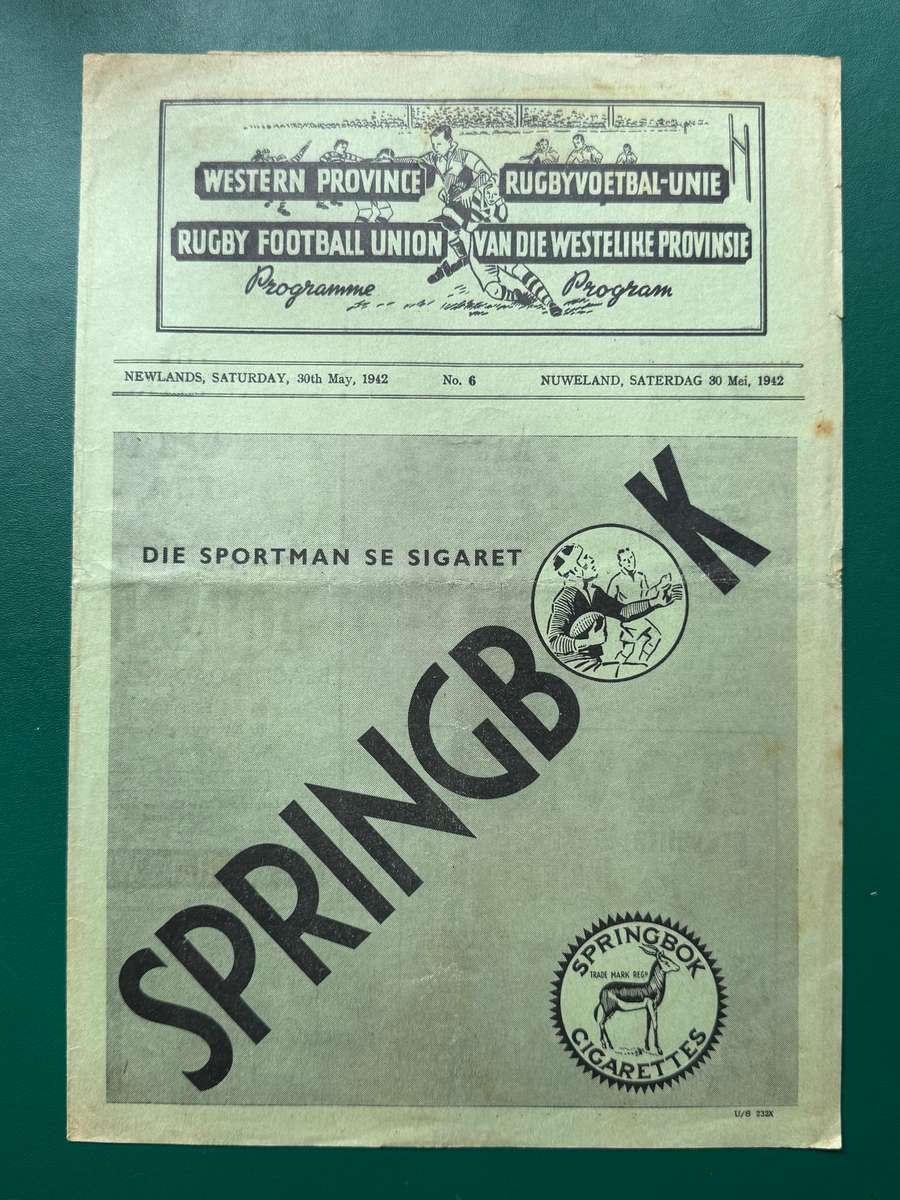 WESTERN PROVINCE RUGBYVOETBAL-UNIE
RUGBY FOOTBALL UNION VAN DIE WESTELIKE PROVINSIE
Programme Program
NEWLANDS, SATURDAY, 30th May, 1942 No. 6 NUWELAND, SATERDAG 30 Mei, 1942
DIE SPORTMAN SE SIGARET
SPRINGBOK
SPRINGBOK
TRADE MARK REGD
CIGARETTES
U/S 232X